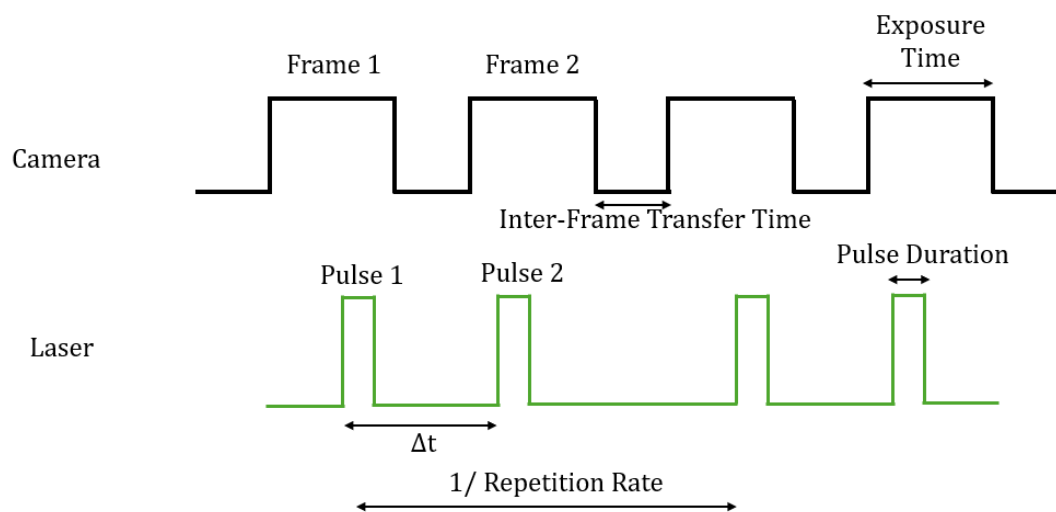 Exposure
Time
Frame 1
Frame 2
Camera
Inter-Frame Transfer Time
Pulse Duration
Pulse 1
Pulse 2
Laser
Δt
1/ Repetition Rate